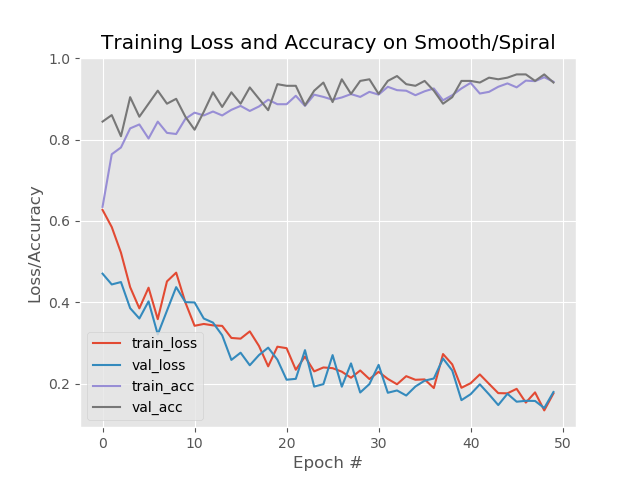 Training Loss and Accuracy on Smooth/Spiral
1.0
0.8
0.6
0.4
0.2
Loss/Accuracy
train_loss
val_loss
train_acc
val_acc
0 10 20 30 40 50
Epoch #